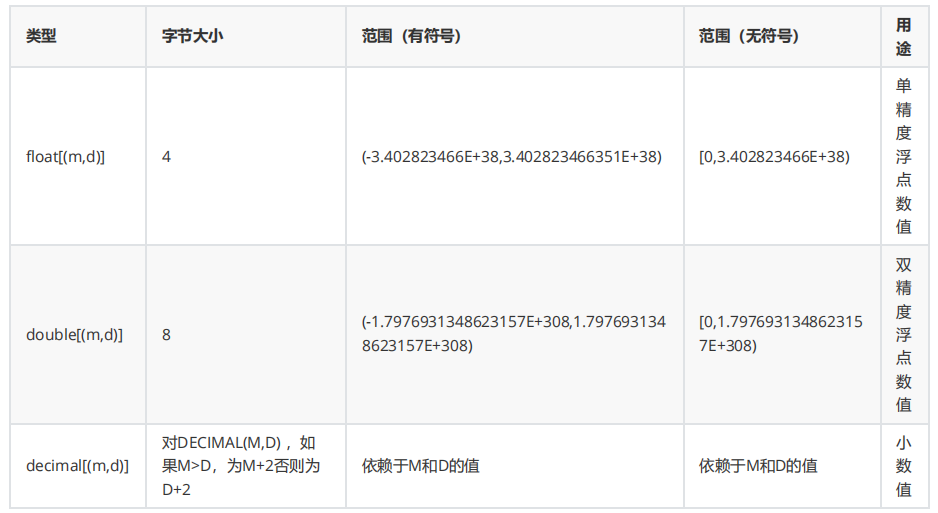 类型
字节大小
范围（有符号）
范围（无符号）
用
途
float[(m,d)]
4
(-3.402823466E+38,3.402823466351E+38)
[0,3.402823466E+38)
单
精
度
浮
点
数
值
double[(m,d)]
8
(-1.7976931348623157E+308,1.797693134
8623157E+308)
[0,1.797693134862315
7E+308)
双
精
度
浮
点
数
值
decimal[(m,d)]
对DECIMAL(M,D) ，如
果M>D，为M+2否则为
D+2
依赖于M和D的值
依赖于M和D的值
小
数
值